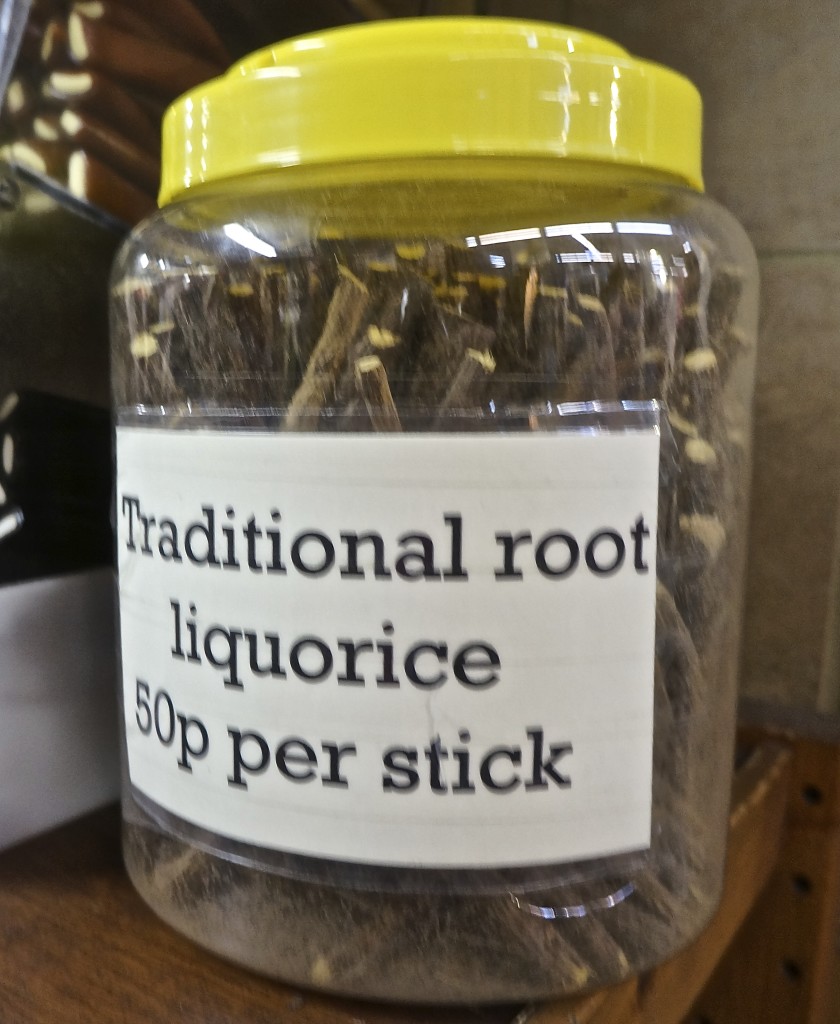 Traditional root
liquorice
50p per stick